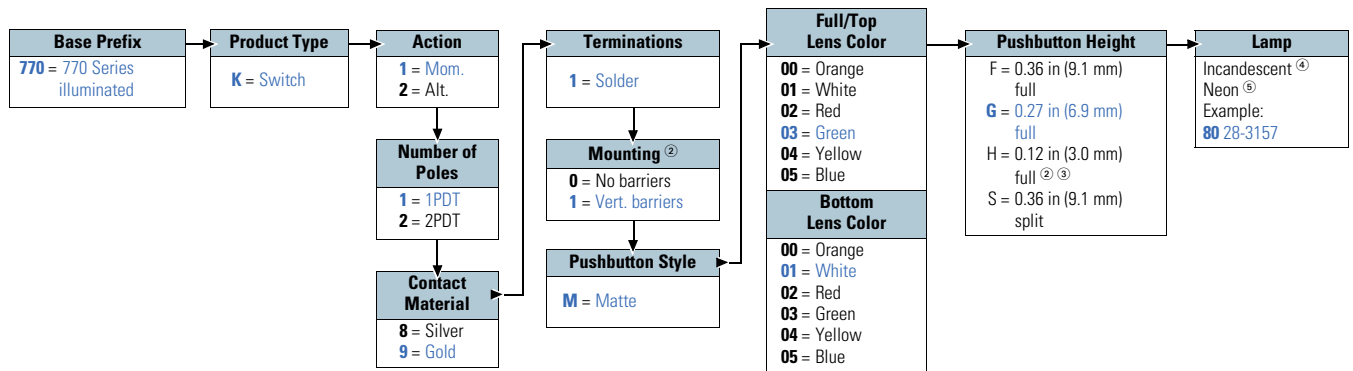 Base Prefix
770 = 770 Series
illuminated
Product Type
K = Switch
Action
1 = Mom.
2 = Alt.
Number of
Poles
1 = 1PDT
2 = 2PDT
Contact
Material
8 = Silver
9 = Gold
Terminations
1 = Solder
Mounting ②
0 = No barriers
1 = Vert. barriers
Pushbutton Style
M = Matte
Full/Top
Lens Color
00 = Orange
01 = White
02 = Red
03 = Green
04 = Yellow
05 = Blue
Bottom
Lens Color
00 = Orange
01 = White
02 = Red
03 = Green
04 = Yellow
05 = Blue
Pushbutton Height
F = 0.36 in (9.1 mm)
full
G = 0.27 in (6.9 mm)
full
H = 0.12 in (3.0 mm)
full ② ③
S = 0.36 in (9.1 mm)
split
Lamp
Incandescent ④
Neon ⑤
Example:
80 28-3157